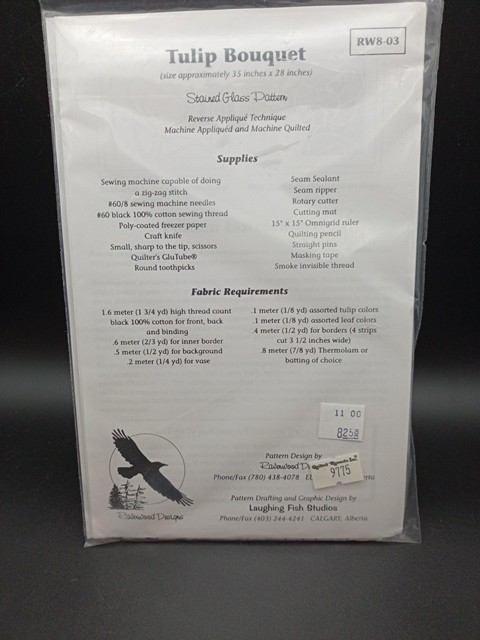 Tulip Bouquet
RW8-03
(size approximately 35 inches x 28 inches)
Stained Glass Pattern
Reverse Appliqué Technique
Machine Appliquéd and Machine Quilted
Supplies
Sewing machine capable of doing
a zig-zag stitch
#60/8 sewing machine needles
#60 black 100% cotton sewing thread
Poly-coated freezer paper
Craft knife
Small, sharp to the tip, scissors
Quilter's GluTube®
Round toothpicks
Seam Sealant
Seam ripper
Rotary cutter
Cutting mat
15" x 15" Omnigrid ruler
Quilting pencil
Straight pins
Masking tape
Smoke invisible thread
Fabric Requirements
1.6 meter (1 3/4 yd) high thread count
black 100% cotton for front, back
and binding
.6 meter (2/3 yd) for inner border
.5 meter (1/2 yd) for background
.2 meter (1/4 yd) for vase
.1 meter (1/8 yd) assorted tulip colors
.1 meter (1/8 yd) assorted leaf colors
.4 meter (1/2 yd) for borders (4 strips
cut 3 1/2 inches wide)
.8 meter (7/8 yd) Thermolam or
batting of choice
11 00
8258
Pattern Design by
Ravenwood
9775
Phone/Fax (780) 438-4078
Pattern Drafting and Graphic Design by
Laughing Fish Studios
Phone/Fax (403) 244-4241 CALGARY, Alberta
Ravenwood Designs